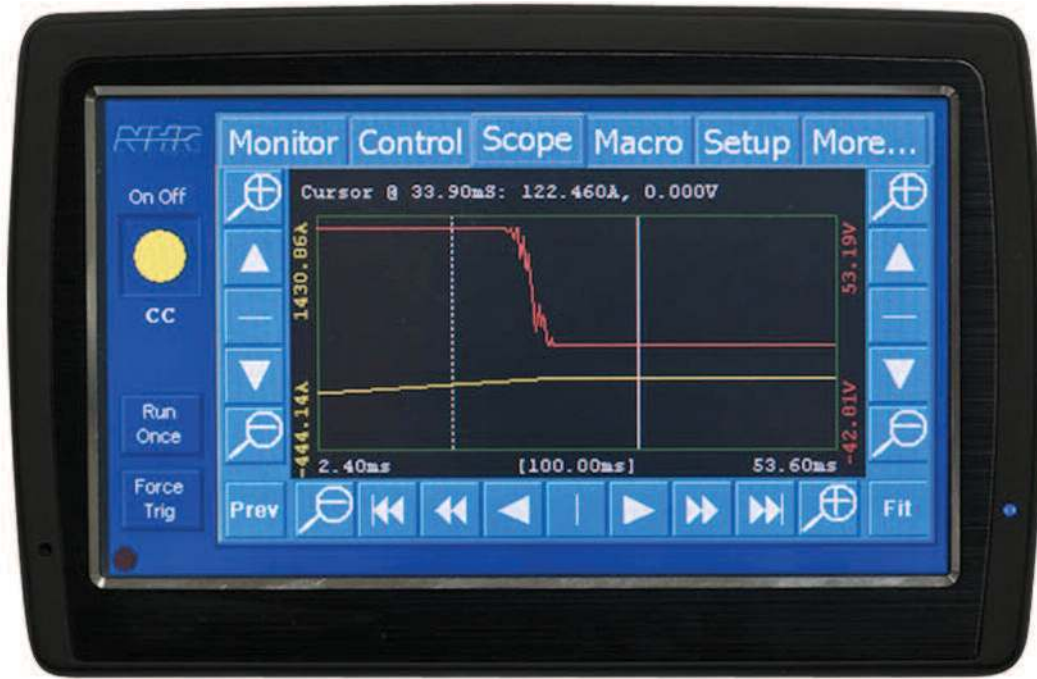 NHR
Monitor Control Scope Macro Setup More...
On Off
CC
Run
Once
Force
Trig
Cursor @ 33.90mS: 122.460A, 0.000V
1430.86A
-444.14A
53.19V
-42.81V
2.40ms [100.00ms] 53.60ms
Prev Fit